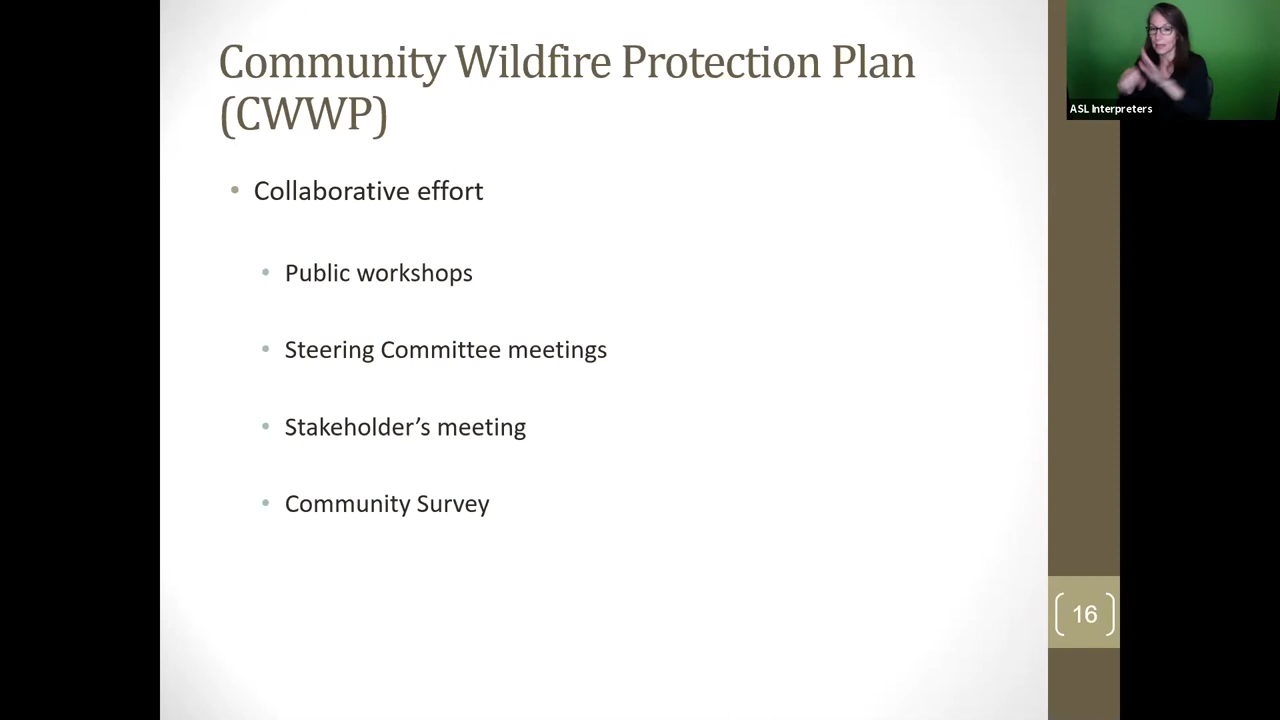 Community Wildfire Protection Plan
(CWWP)
• Collaborative effort
• Public workshops
• Steering Committee meetings
• Stakeholder’s meeting
• Community Survey
16
ASL Interpreters